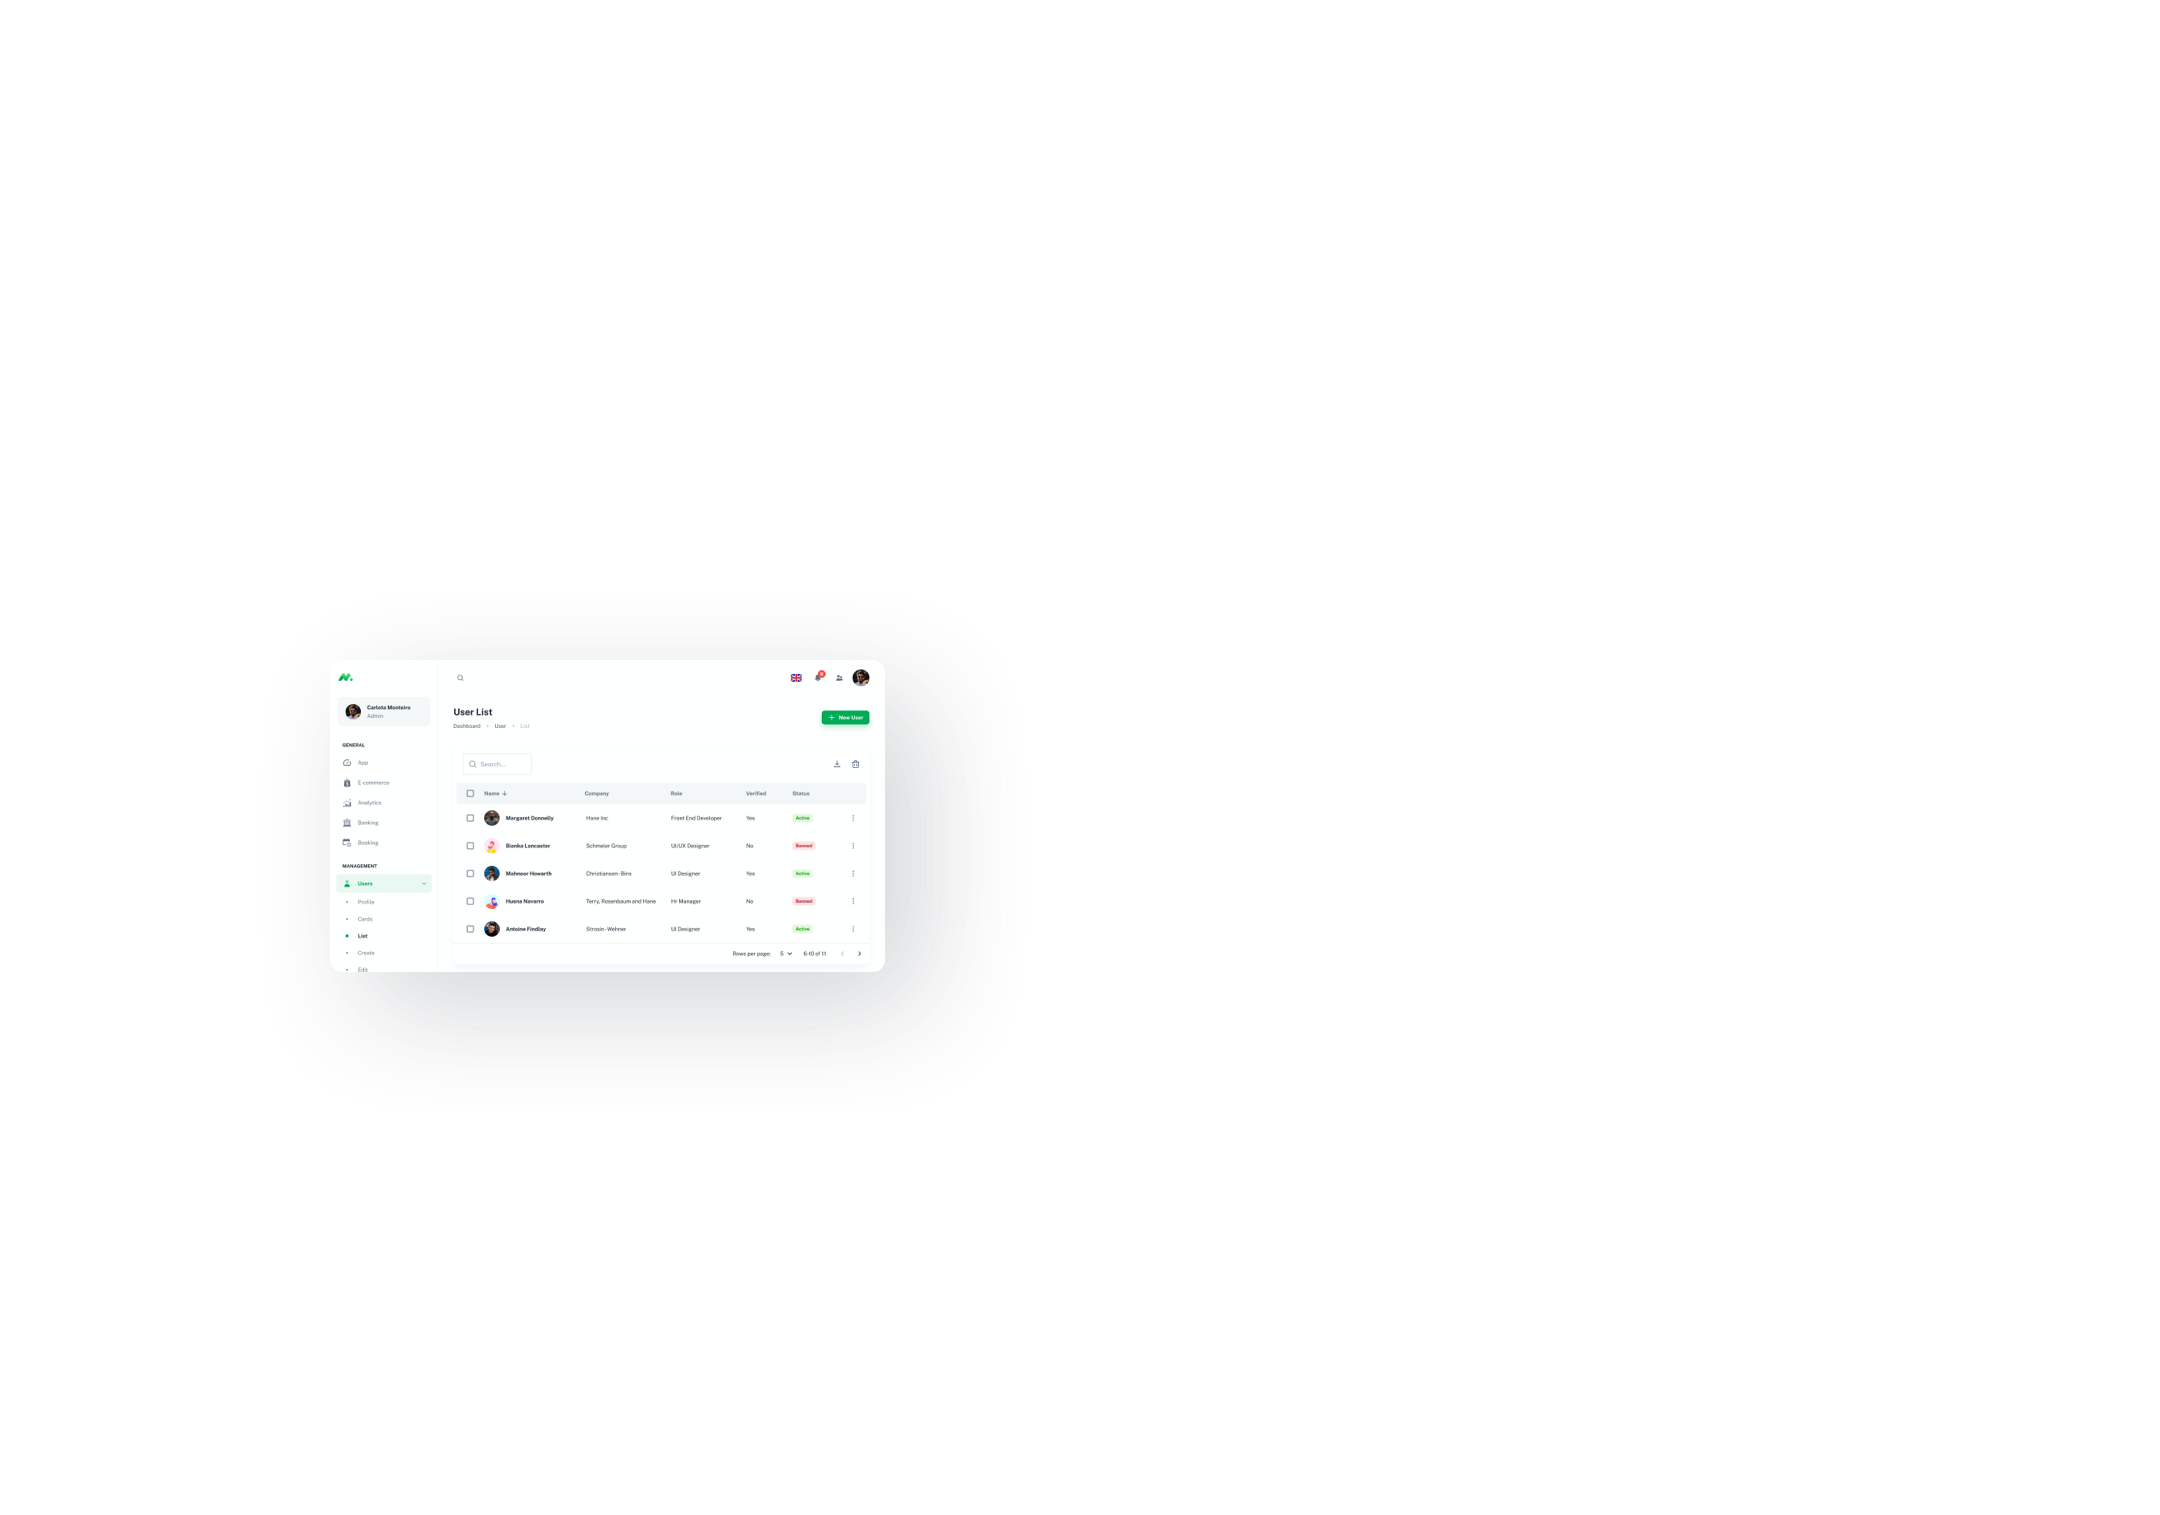 Carlota Monteiro
Admin
GENERAL
App
E-commerce
Analytics
Banking
Booking
MANAGEMENT
Users
Profile
Cards
List
Create
Edit
User List
Dashboard • User • List
New User
Search...
Name Company Role Verified Status
Margaret Donnelly Hane Inc Front End Developer Yes Active
Bianka Lancaster Schmeler Group UI/UX Designer No Banned
Mahnoor Howarth Christiansen - Bins UI Designer Yes Active
Husna Navarro Terry, Rosenbaum and Hane Hr Manager No Banned
Antoine Findlay Strosin - Wehner UI Designer Yes Active
Rows per page: 5 6-10 of 11